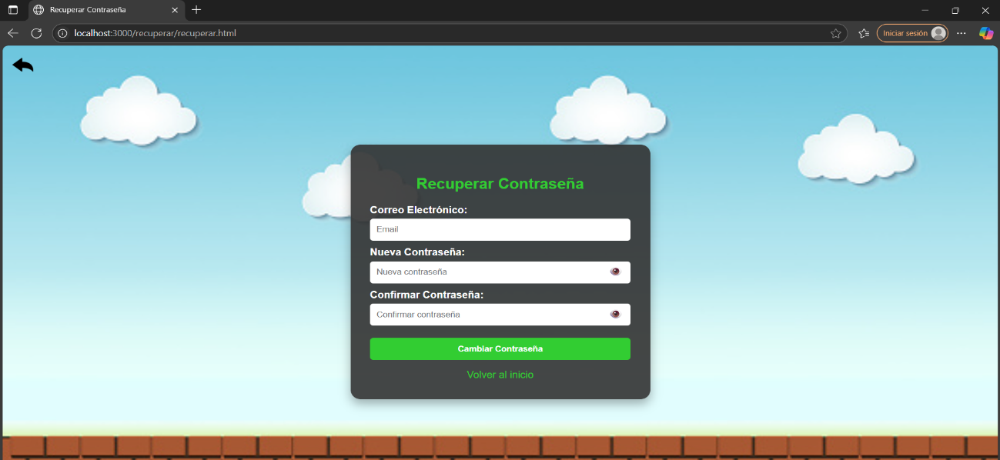 Recuperar Contraseña
localhost:3000/recuperar/recuperar.html
Iniciar sesión
Recuperar Contraseña
Correo Electrónico:
Email
Nueva Contraseña:
Nueva contraseña
Confirmar Contraseña:
Confirmar contraseña
Cambiar Contraseña
Volver al inicio